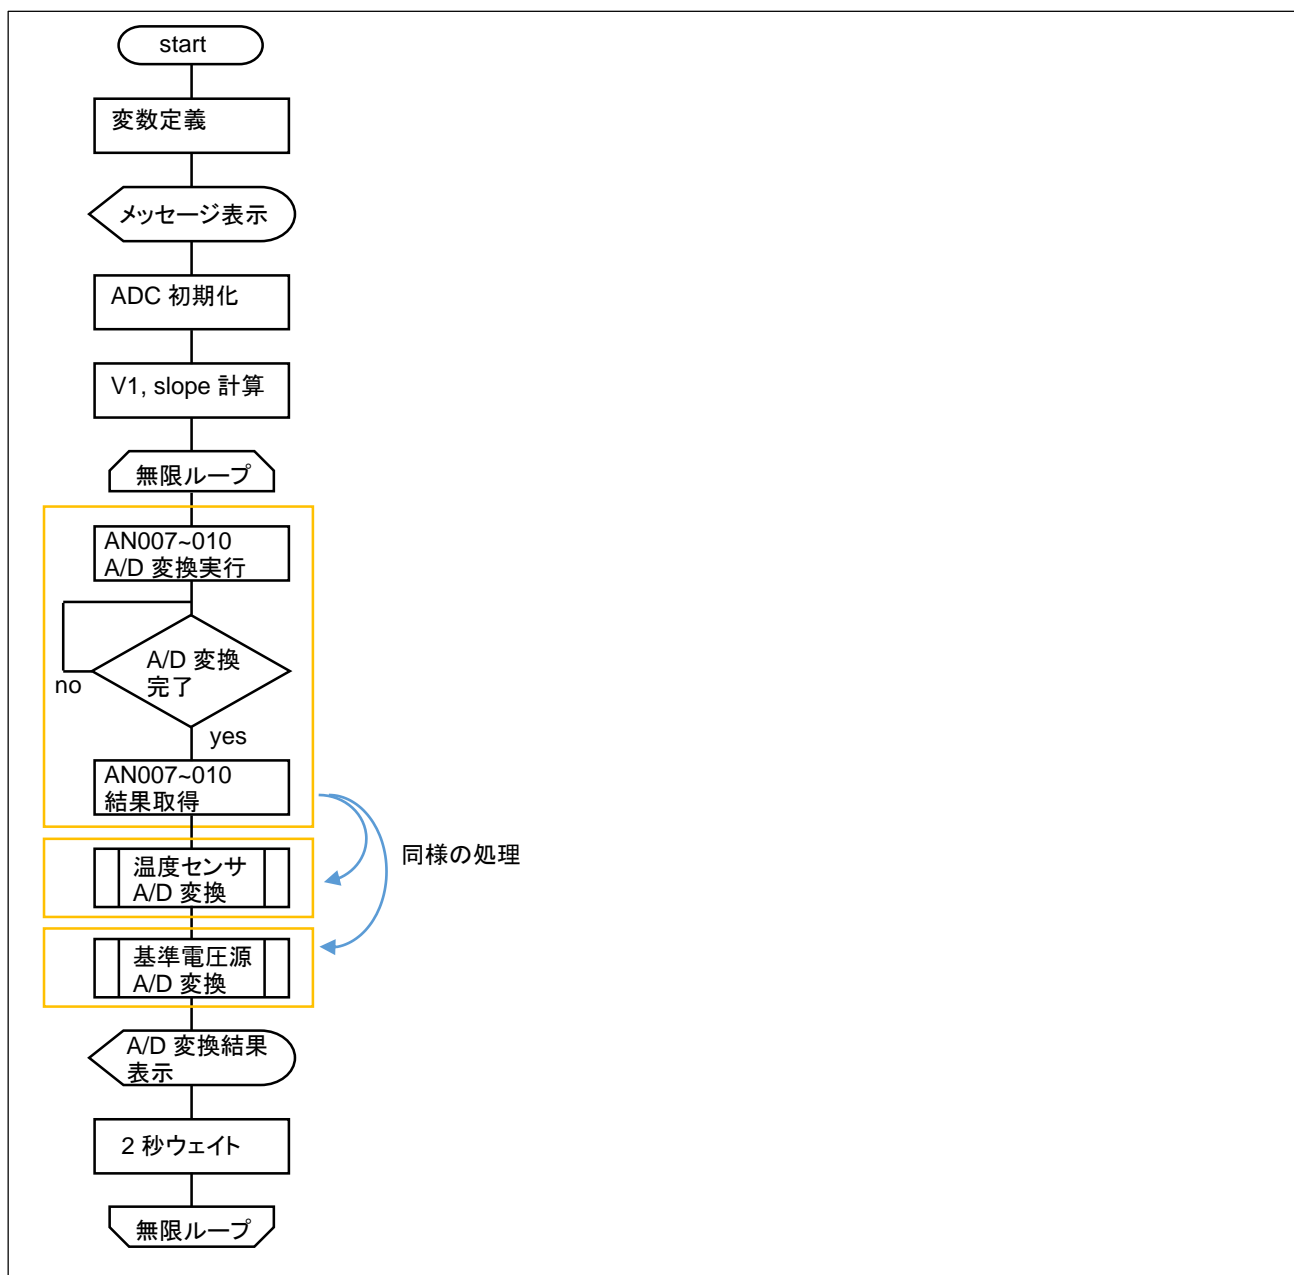 start
変数定義
メッセージ表示
ADC 初期化
V1, slope 計算
無限ループ
AN007~010
A/D 変換実行
A/D 変換
完了
no
yes
AN007~010
結果取得
同様の処理
温度センサ
A/D 変換
基準電圧源
A/D 変換
A/D 変換結果
表示
2 秒ウェイト
無限ループ